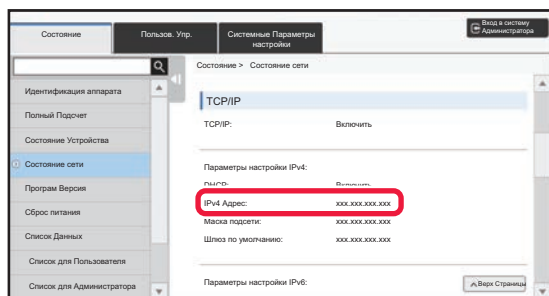 Состояние
Пользов. Упр.
Системные Параметры
настройки
Вход в систему
Администратора
Состояние > Состояние сети
Идентификация аппарата
Полный Подсчет
Состояние Устройства
Состояние сети
Програм Версия
Сброс питания
Список Данных
Список для Пользователя
Список для Администратора
TCP/IP
TCP/IP: Включить
Параметры настройки IPv4:
DHCP: Включить
IPv4 Адрес: xxx.xxx.xxx.xxx
Маска подсети: xxx.xxx.xxx.xxx
Шлюз по умолчанию: xxx.xxx.xxx.xxx
Параметры настройки IPv6:
Верх Страницы